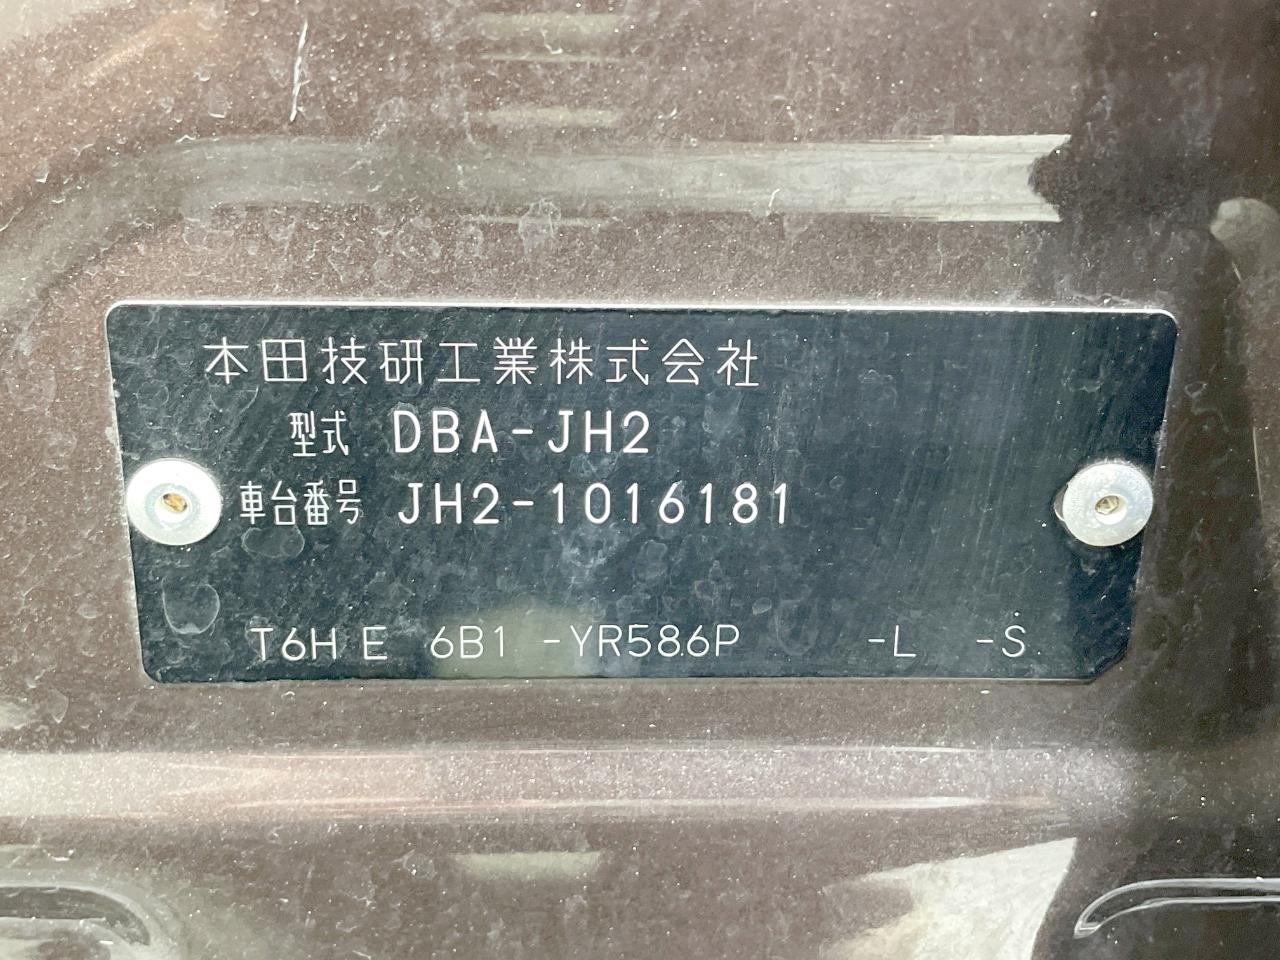 本田技研工業株式会社
型式 DBA-JH2
車台番号 JH2-1016181
T6H E 6B1 -YR586P -L -S